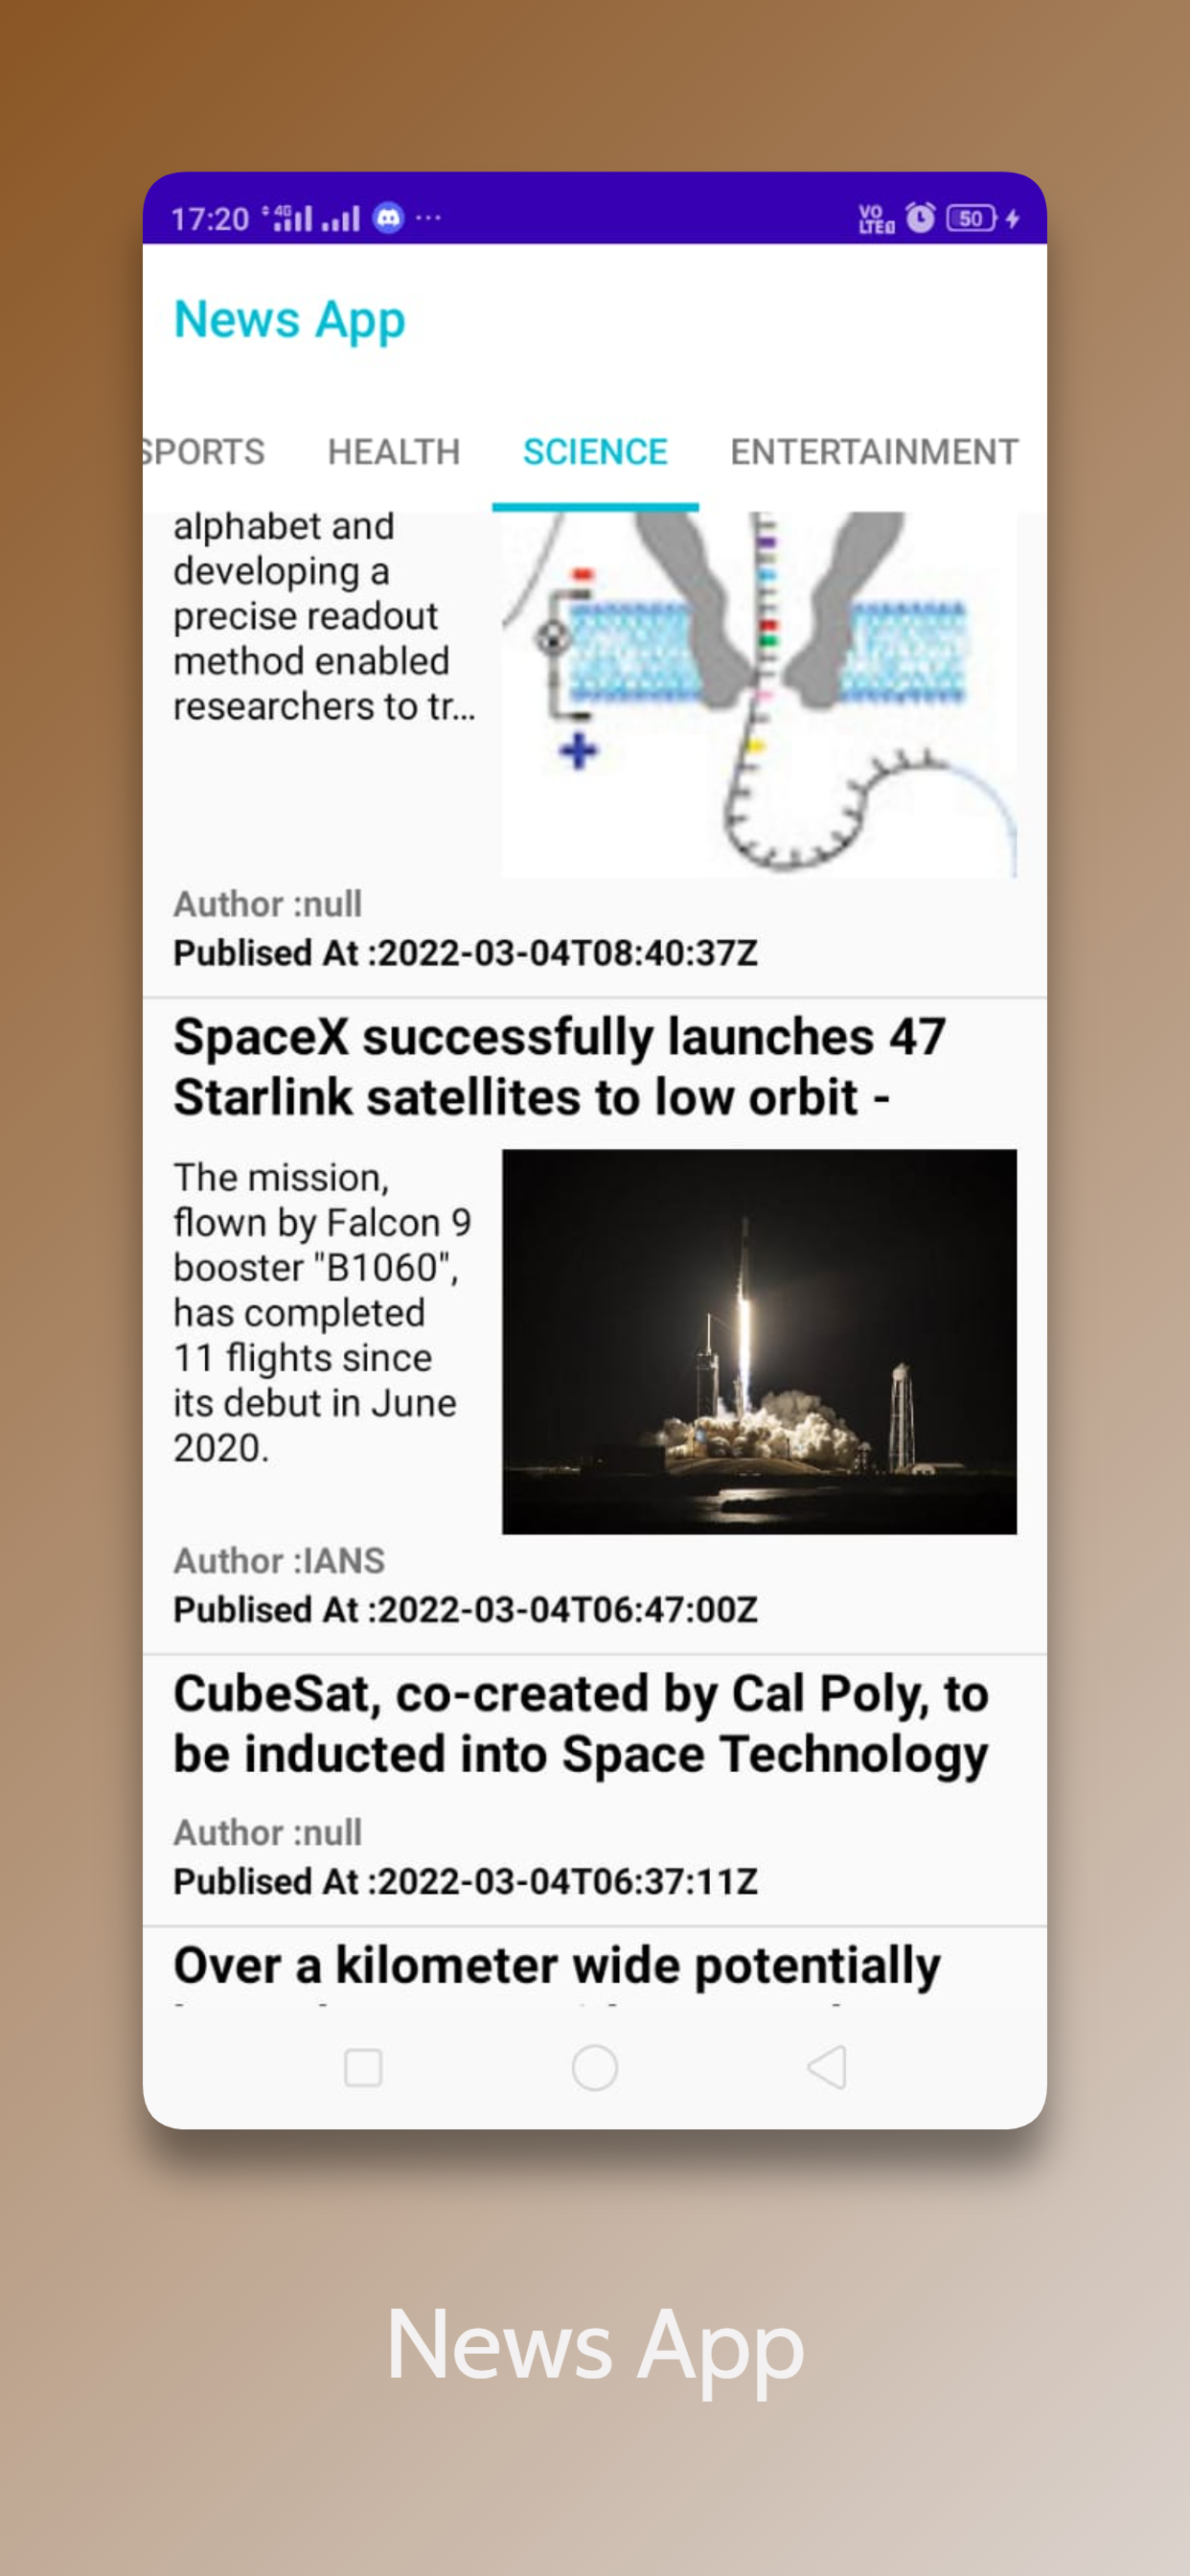 17:20 4G ... VO LTE 50
News App
SPORTS HEALTH SCIENCE ENTERTAINMENT
alphabet and
developing a
precise readout
method enabled
researchers to tr...
Author :null
Publised At :2022-03-04T08:40:37Z
SpaceX successfully launches 47
Starlink satellites to low orbit -
The mission,
flown by Falcon 9
booster "B1060",
has completed
11 flights since
its debut in June
2020.
Author :IANS
Publised At :2022-03-04T06:47:00Z
CubeSat, co-created by Cal Poly, to
be inducted into Space Technology
Author :null
Publised At :2022-03-04T06:37:11Z
Over a kilometer wide potentially
News App